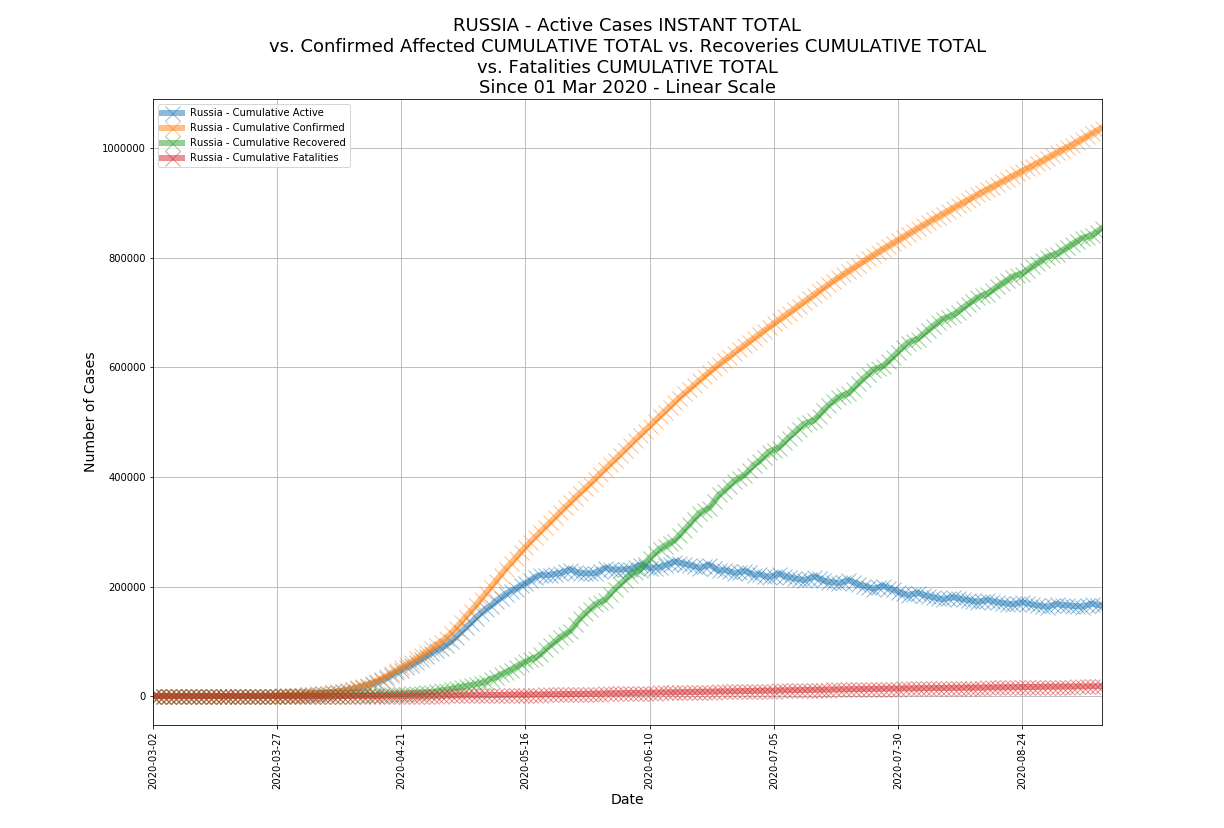 RUSSIA - Active Cases INSTANT TOTAL
vs. Confirmed Affected CUMULATIVE TOTAL vs. Recoveries CUMULATIVE TOTAL
vs. Fatalities CUMULATIVE TOTAL
Since 01 Mar 2020 - Linear Scale
Russia - Cumulative Active
Russia - Cumulative Confirmed
Russia - Cumulative Recovered
Russia - Cumulative Fatalities
Number of Cases
1000000
800000
600000
400000
200000
0
2020-03-02
2020-03-27
2020-04-21
2020-05-16
2020-06-10
2020-07-05
2020-07-30
2020-08-24
Date